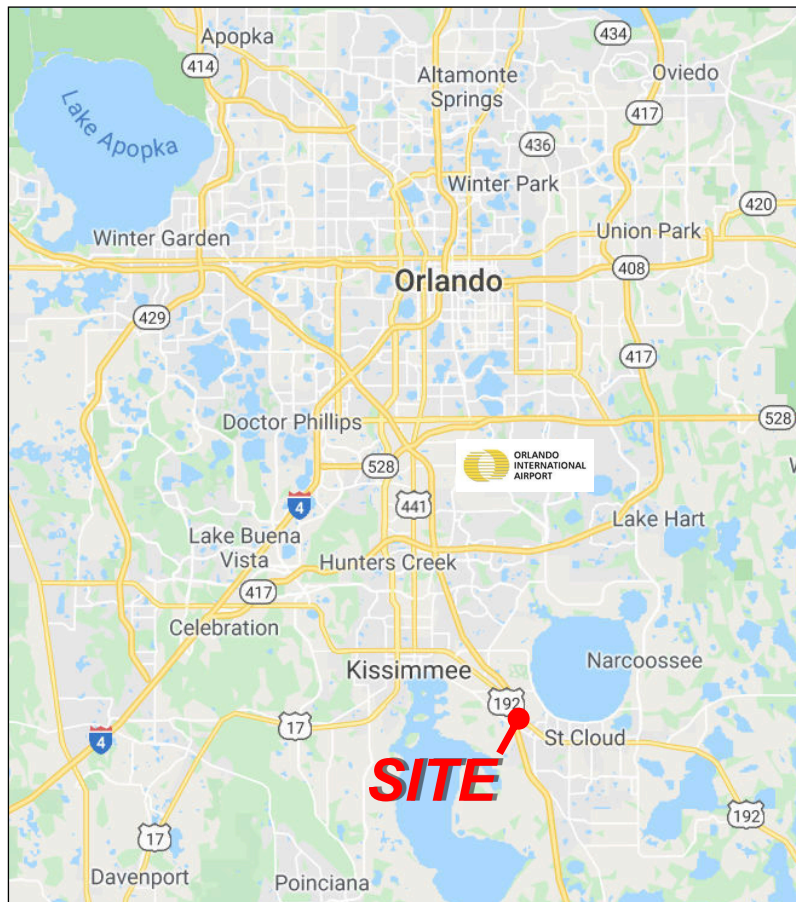 434
Apopka
414
Altamonte
Springs
Oviedo
417
Lake Apopka
436
Winter Park
420
Winter Garden
Union Park
408
Orlando
429
417
Doctor Phillips
528
528
ORLANDO
INTERNATIONAL
AIRPORT
4
441
Lake Hart
Lake Buena
Vista
Hunters Creek
417
Celebration
Narcoossee
Kissimmee
192
17
4
St Cloud
SITE
192
17
Davenport
Poinciana